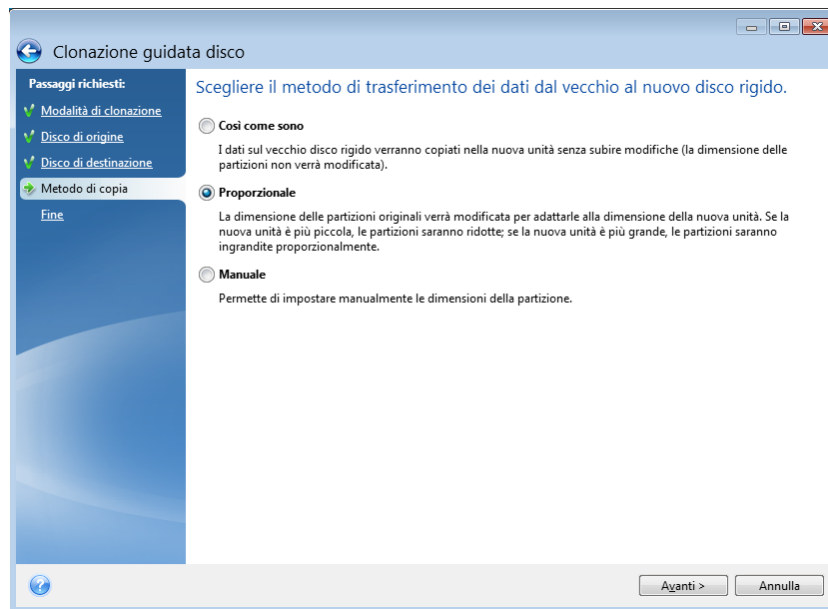 Clonazione guidata disco
Passaggi richiesti:
Modalità di clonazione
Disco di origine
Disco di destinazione
Metodo di copia
Fine
Scegliere il metodo di trasferimento dei dati dal vecchio al nuovo disco rigido.
Così come sono
I dati sul vecchio disco rigido verranno copiati nella nuova unità senza subire modifiche (la dimensione delle
partizioni non verrà modificata).
Proporzionale
La dimensione delle partizioni originali verrà modificata per adattarle alla dimensione della nuova unità. Se la
nuova unità è più piccola, le partizioni saranno ridotte; se la nuova unità è più grande, le partizioni saranno
ingrandite proporzionalmente.
Manuale
Permette di impostare manualmente le dimensioni della partizione.
Avanti >
Annulla